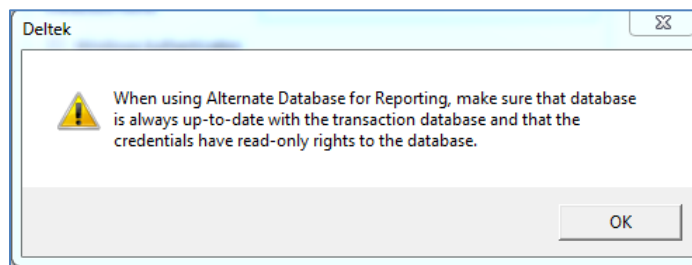 Deltek
When using Alternate Database for Reporting, make sure that database
is always up-to-date with the transaction database and that the
credentials have read-only rights to the database.
OK